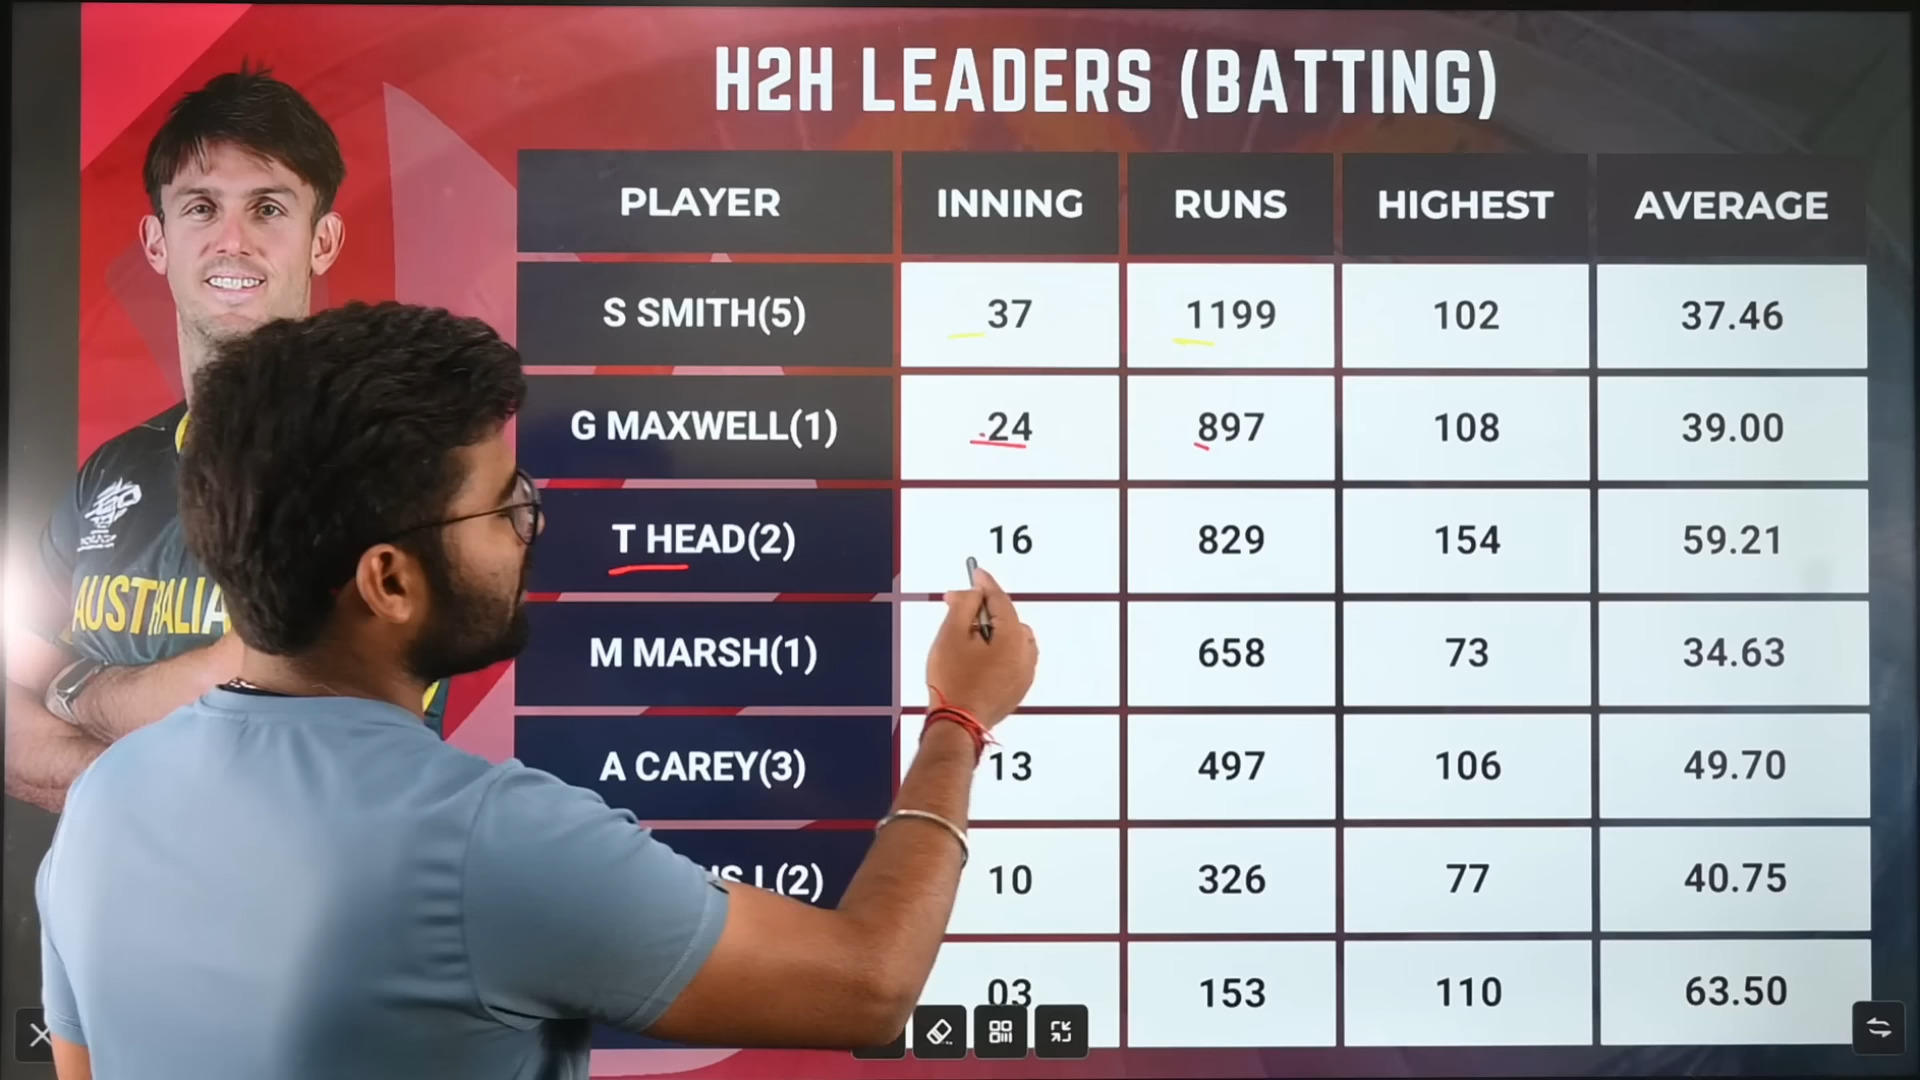 H2H LEADERS (BATTING)
PLAYER INNING RUNS HIGHEST AVERAGE
S SMITH(5) 37 1199 102 37.46
G MAXWELL(1) 24 897 108 39.00
T HEAD(2) 16 829 154 59.21
M MARSH(1) 658 73 34.63
A CAREY(3) 13 497 106 49.70
L(2) 10 326 77 40.75
03 153 110 63.50
AUSTRALIA